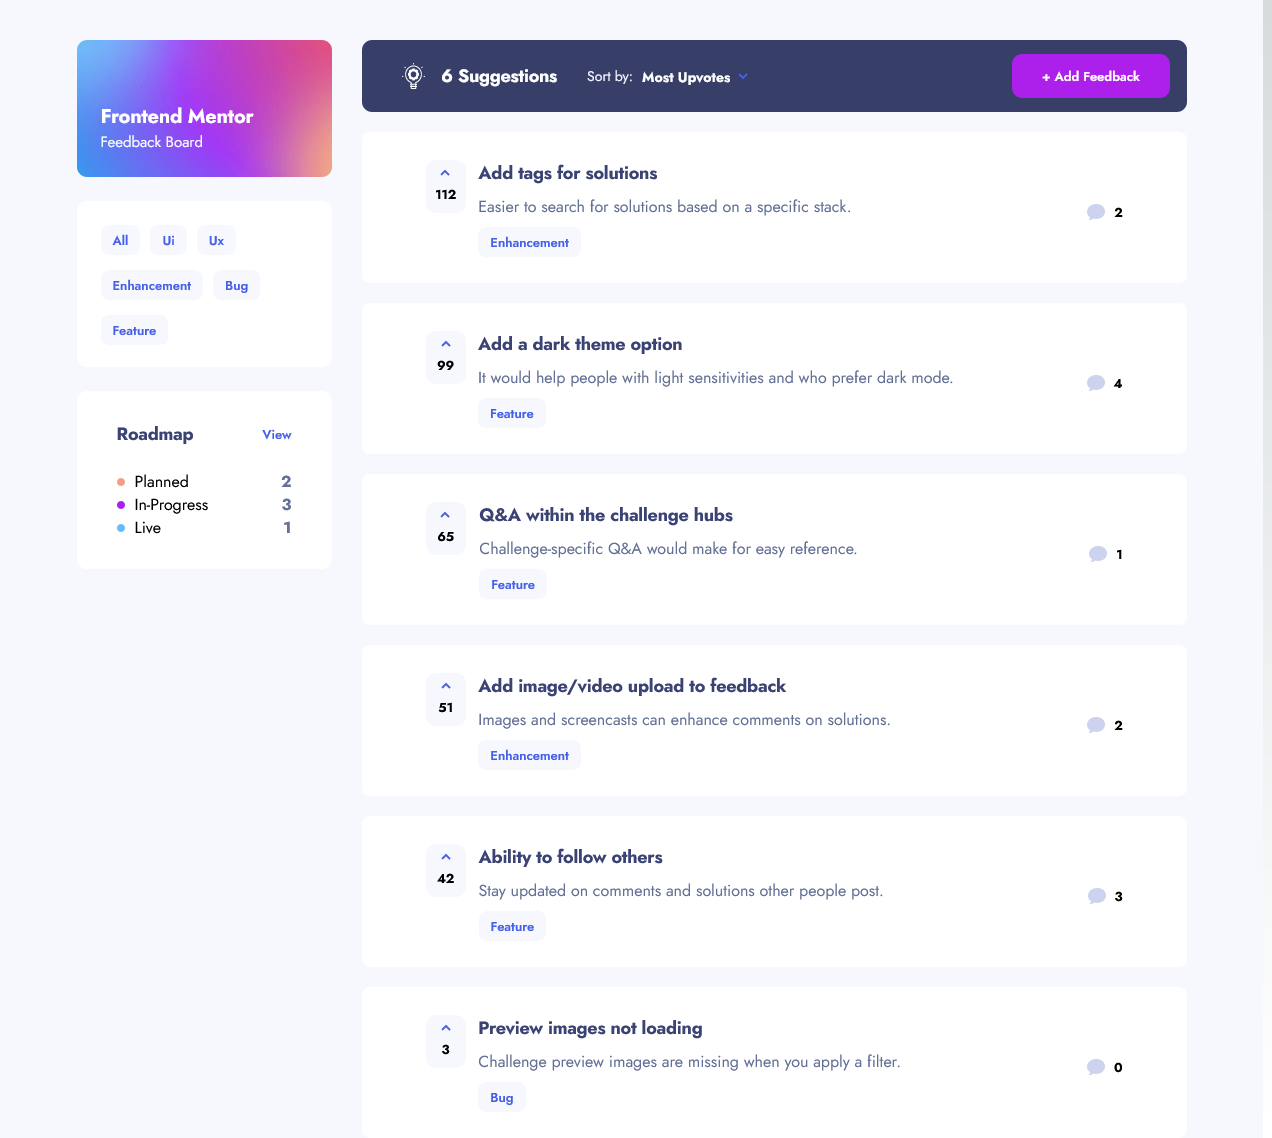 Frontend Mentor
Feedback Board
All Ui Ux
Enhancement Bug
Feature
Roadmap View
Planned 2
In-Progress 3
Live 1
6 Suggestions Sort by: Most Upvotes + Add Feedback
112
Add tags for solutions
Easier to search for solutions based on a specific stack.
Enhancement
2
99
Add a dark theme option
It would help people with light sensitivities and who prefer dark mode.
Feature
4
65
Q&A within the challenge hubs
Challenge-specific Q&A would make for easy reference.
Feature
1
51
Add image/video upload to feedback
Images and screencasts can enhance comments on solutions.
Enhancement
2
42
Ability to follow others
Stay updated on comments and solutions other people post.
Feature
3
3
Preview images not loading
Challenge preview images are missing when you apply a filter.
Bug
0